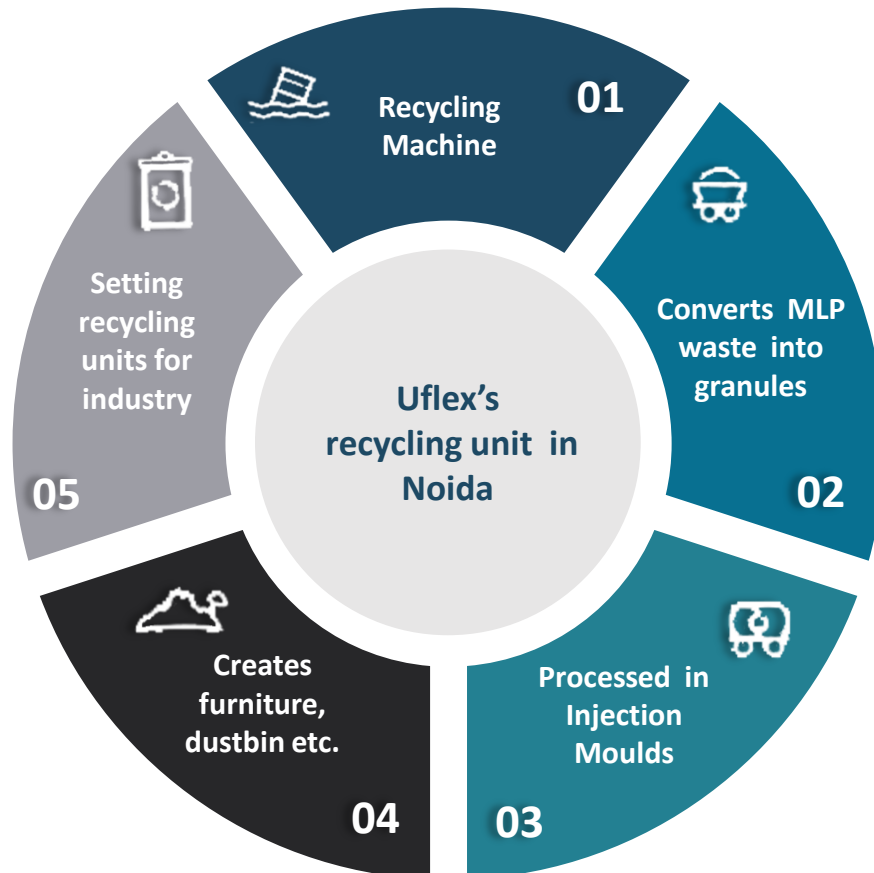 Recycling
Machine
01
Converts MLP
waste into
granules
02
Processed in
Injection
Moulds
03
Creates
furniture,
dustbin etc.
04
Setting
recycling
units for
industry
05
Uflex’s
recycling unit in
Noida